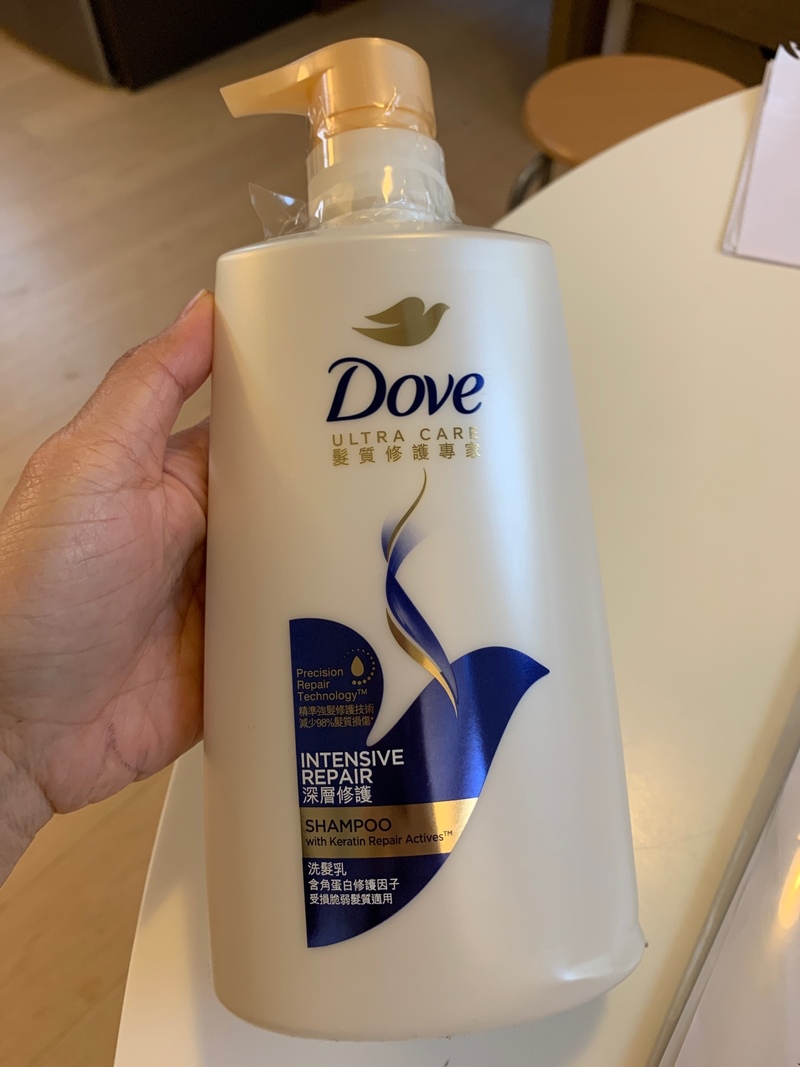 Dove
ULTRA CARE
髮質修護專家
Precision
Repair
Technology™
精準強髮修護技術
減少98%髮質損傷*
INTENSIVE
REPAIR
深層修護
SHAMPOO
with Keratin Repair Actives™
洗髮乳
含角蛋白修護因子
受損脆弱髮質適用